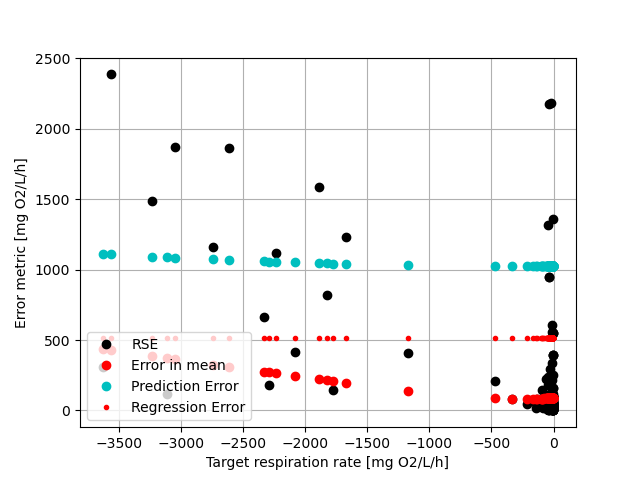 2500
2000
1500
1000
500
0
Error metric [mg O2/L/h]
RSE
Error in mean
Prediction Error
Regression Error
−3500 −3000 −2500 −2000 −1500 −1000 −500 0
Target respiration rate [mg O2/L/h]